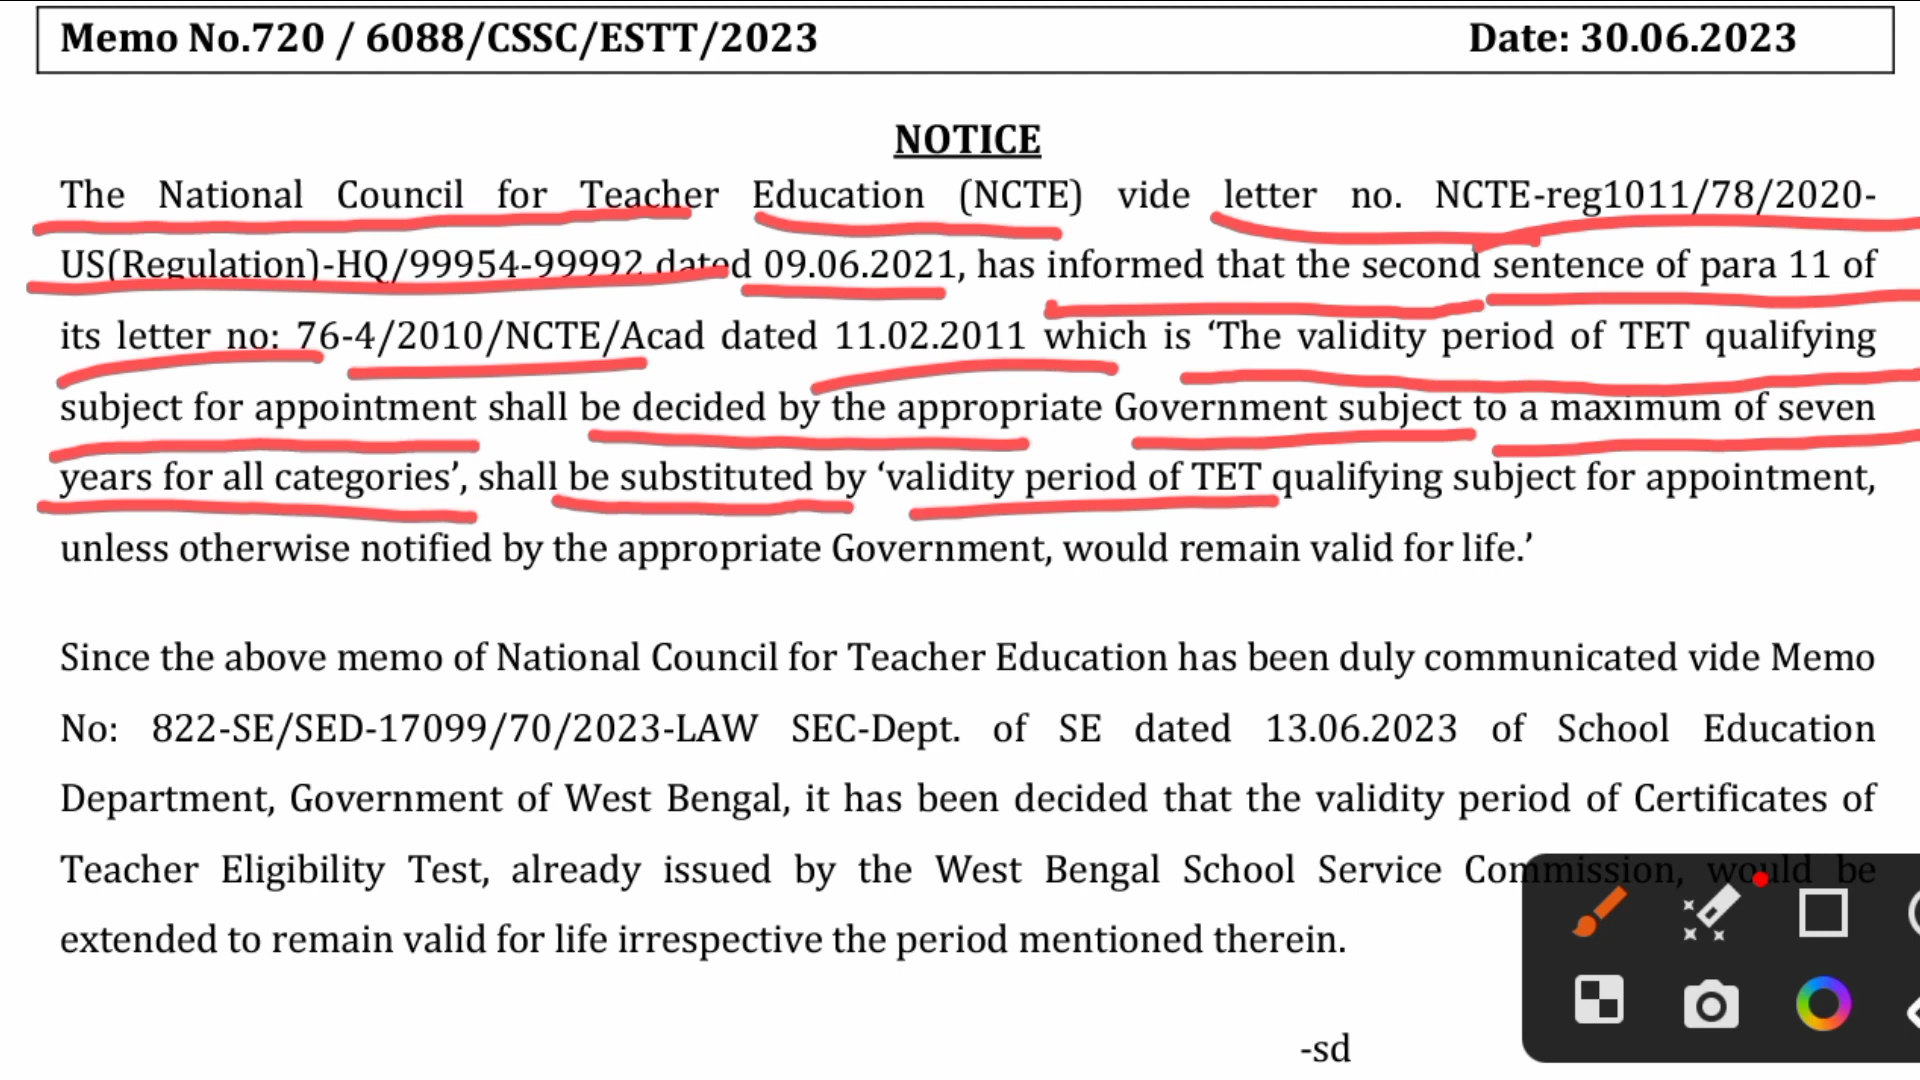 Memo No.720 / 6088/CSSC/ESTT/2023 Date: 30.06.2023
NOTICE
The National Council for Teacher Education (NCTE) vide letter no. NCTE-reg1011/78/2020-
US(Regulation)-HQ/99954-99992 dated 09.06.2021, has informed that the second sentence of para 11 of
its letter no: 76-4/2010/NCTE/Acad dated 11.02.2011 which is ‘The validity period of TET qualifying
subject for appointment shall be decided by the appropriate Government subject to a maximum of seven
years for all categories’, shall be substituted by ‘validity period of TET qualifying subject for appointment,
unless otherwise notified by the appropriate Government, would remain valid for life.’
Since the above memo of National Council for Teacher Education has been duly communicated vide Memo
No: 822-SE/SED-17099/70/2023-LAW SEC-Dept. of SE dated 13.06.2023 of School Education
Department, Government of West Bengal, it has been decided that the validity period of Certificates of
Teacher Eligibility Test, already issued by the West Bengal School Service Commission, would be
extended to remain valid for life irrespective the period mentioned therein.
-sd